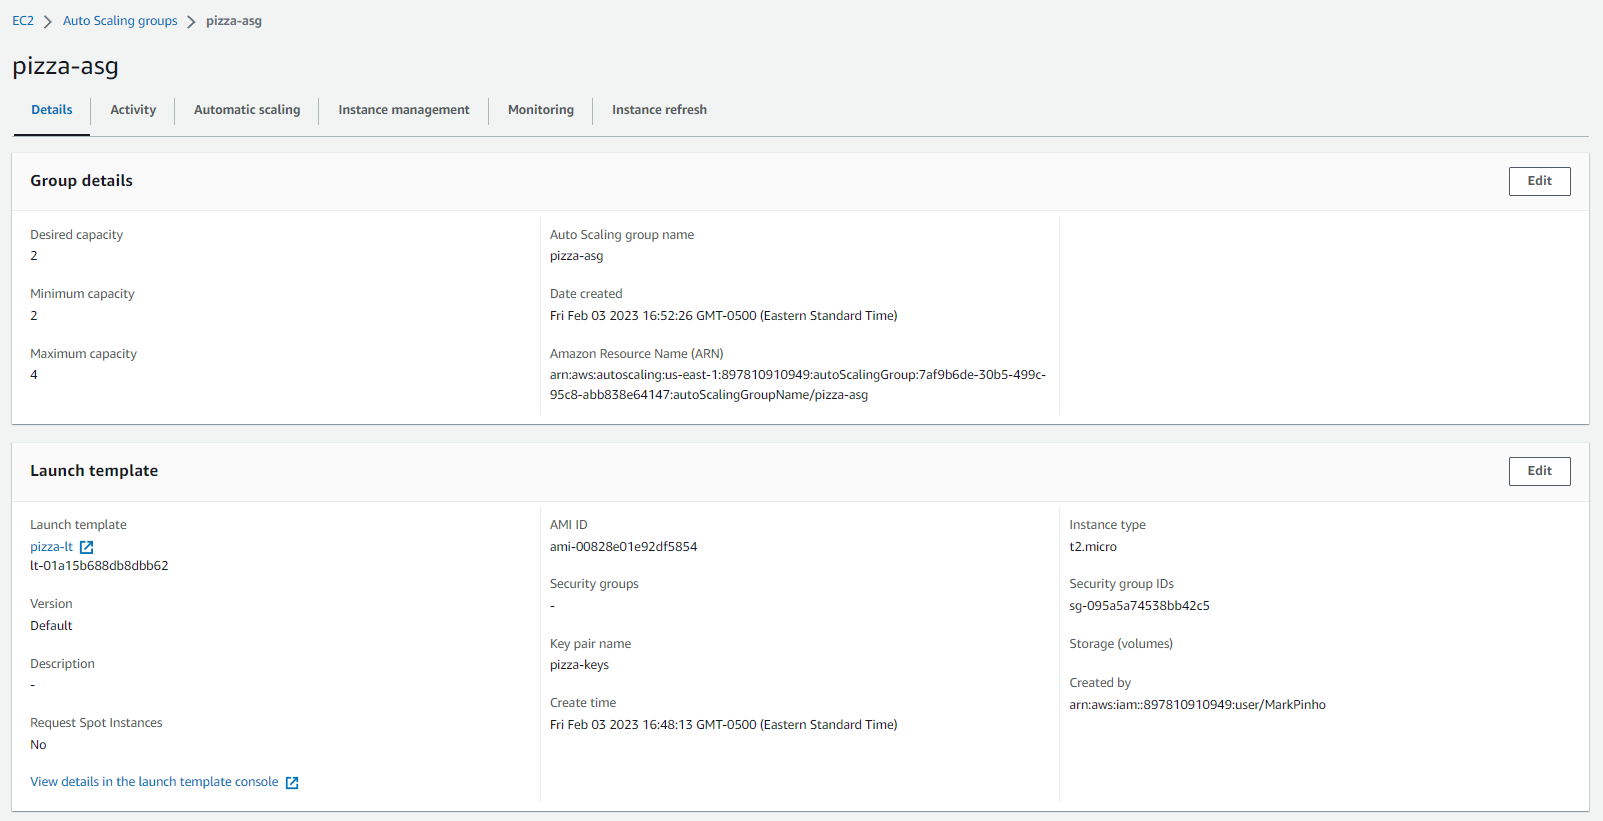 EC2 > Auto Scaling groups > pizza-asg
pizza-asg
Details
Activity
Automatic scaling
Instance management
Monitoring
Instance refresh
Group details
Edit
Desired capacity
2
Minimum capacity
2
Maximum capacity
4
Auto Scaling group name
pizza-asg
Date created
Fri Feb 03 2023 16:52:26 GMT-0500 (Eastern Standard Time)
Amazon Resource Name (ARN)
arn:aws:autoscaling:us-east-1:897810910949:autoScalingGroup:7af9b6de-30b5-499c-
95c8-abb838e64147:autoScalingGroupName/pizza-asg
Launch template
Edit
Launch template
pizza-lt
lt-01a15b688db8dbb62
Version
Default
Description
-
Request Spot Instances
No
View details in the launch template console
AMI ID
ami-00828e01e92df5854
Security groups
-
Key pair name
pizza-keys
Create time
Fri Feb 03 2023 16:48:13 GMT-0500 (Eastern Standard Time)
Instance type
t2.micro
Security group IDs
sg-095a5a74538bb42c5
Storage (volumes)
Created by
arn:aws:iam::897810910949:user/MarkPinho